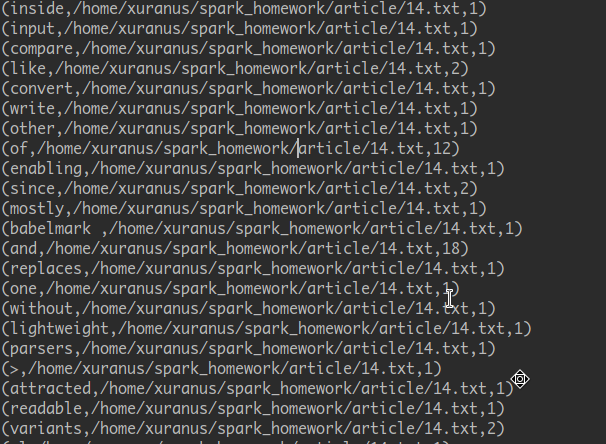 (inside,/home/xuranus/spark_homework/article/14.txt,1)
(input,/home/xuranus/spark_homework/article/14.txt,1)
(compare,/home/xuranus/spark_homework/article/14.txt,1)
(like,/home/xuranus/spark_homework/article/14.txt,2)
(convert,/home/xuranus/spark_homework/article/14.txt,1)
(write,/home/xuranus/spark_homework/article/14.txt,1)
(other,/home/xuranus/spark_homework/article/14.txt,1)
(of,/home/xuranus/spark_homework/article/14.txt,12)
(enabling,/home/xuranus/spark_homework/article/14.txt,1)
(since,/home/xuranus/spark_homework/article/14.txt,2)
(mostly,/home/xuranus/spark_homework/article/14.txt,1)
(babelmark ,/home/xuranus/spark_homework/article/14.txt,1)
(and,/home/xuranus/spark_homework/article/14.txt,18)
(replaces,/home/xuranus/spark_homework/article/14.txt,1)
(one,/home/xuranus/spark_homework/article/14.txt,1)
(without,/home/xuranus/spark_homework/article/14.txt,1)
(lightweight,/home/xuranus/spark_homework/article/14.txt,1)
(parsers,/home/xuranus/spark_homework/article/14.txt,1)
(>,/home/xuranus/spark_homework/article/14.txt,1)
(attracted,/home/xuranus/spark_homework/article/14.txt,1)
(readable,/home/xuranus/spark_homework/article/14.txt,1)
(variants,/home/xuranus/spark_homework/article/14.txt,2)